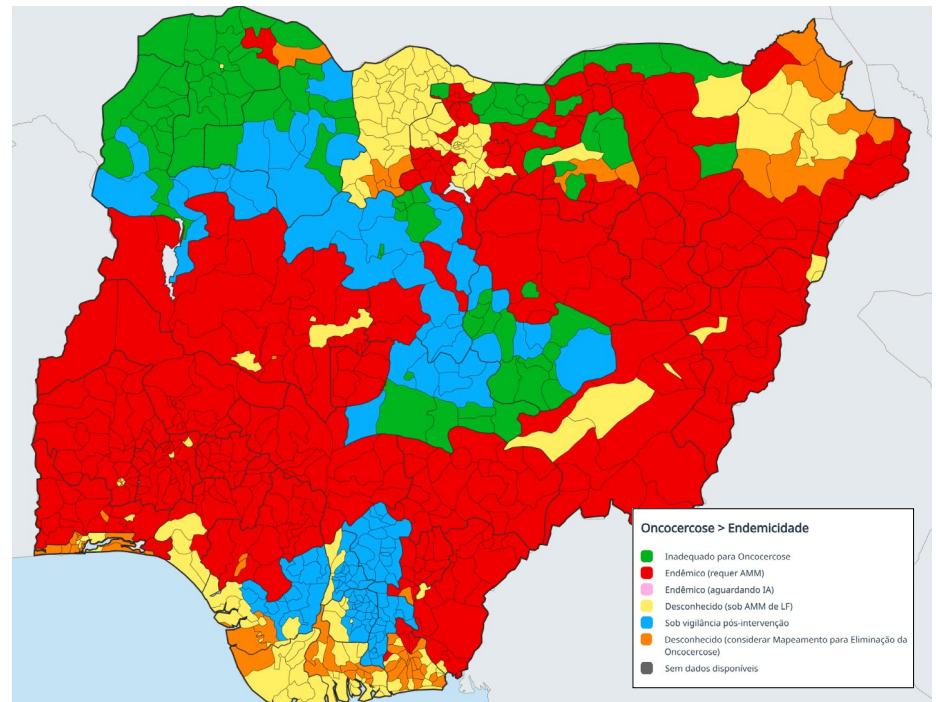 Oncocercose > Endemicidade
Inadequado para Oncocercose
Endêmico (requer AMM)
Endêmico (aguardando IA)
Desconhecido (sob AMM de LF)
Sob vigilância pós-intervenção
Desconhecido (considerar Mapeamento para Eliminação da
Oncocercose)
Sem dados disponíveis